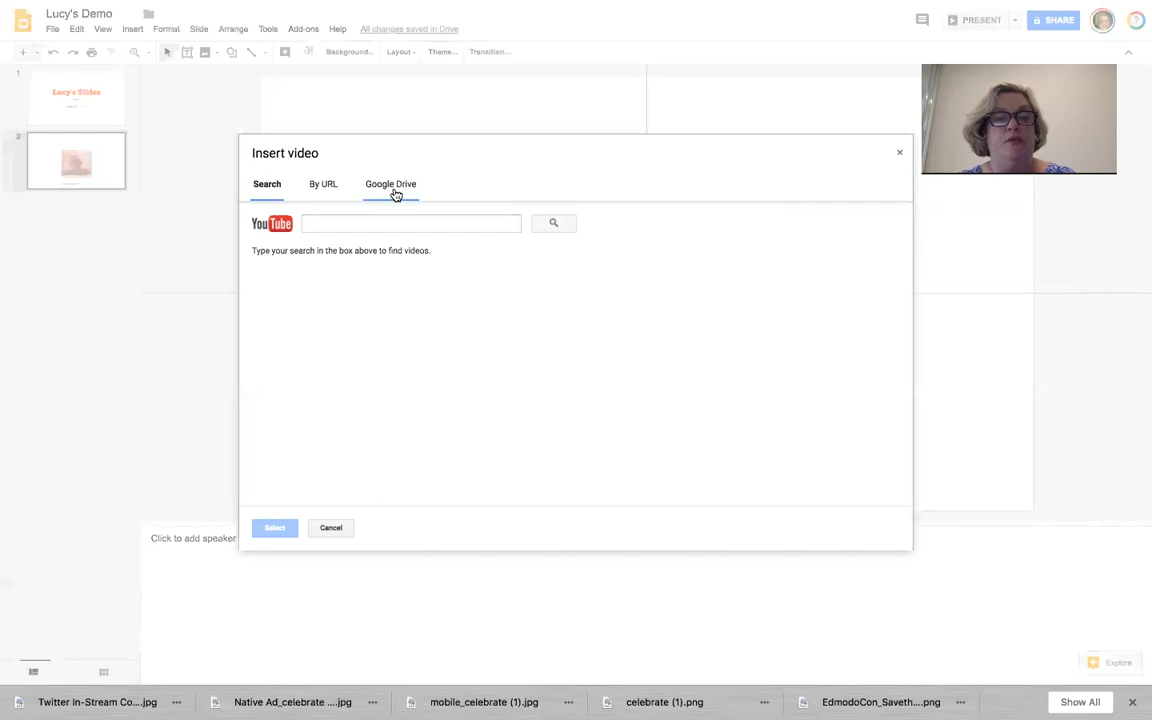 Lucy's Demo
File Edit View Insert Format Slide Arrange Tools Add-ons Help All changes saved in Drive
PRESENT SHARE
Background... Layout Theme... Transition...
1
Lucy's Slides
2
Insert video
Search By URL Google Drive
YouTube
Type your search in the box above to find videos.
Select Cancel
Click to add speaker
Explore
Twitter In-Stream Co....jpg Native Ad_celebrate ....jpg mobile_celebrate (1).jpg celebrate (1).png EdmodoCon_Saveth....png Show All